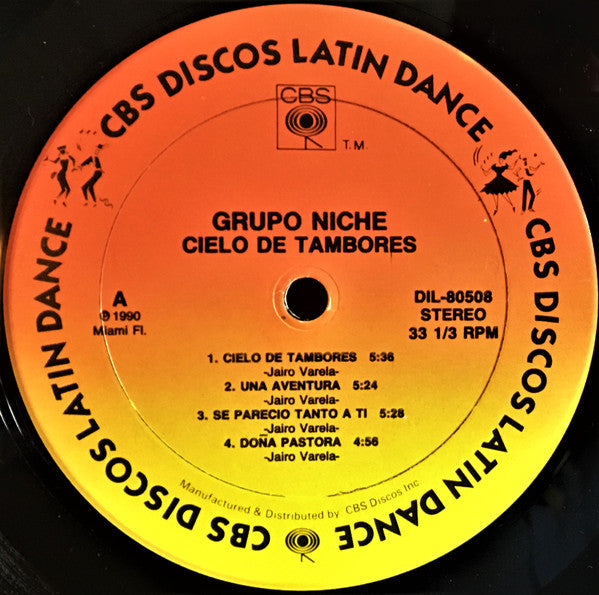 CBS DISCOS LATIN DANCE
CBS DISCOS LATIN DANCE
CBS DISCOS LATIN DANCE
CBS
T.M.
GRUPO NICHE
CIELO DE TAMBORES
A
℗ 1990
Miami Fl.
DIL-80508
STEREO
33 1/3 RPM
1. CIELO DE TAMBORES 5:36
-Jairo Varela-
2. UNA AVENTURA 5:24
-Jairo Varela-
3. SE PARECIO TANTO A TI 5:28
-Jairo Varela-
4. DOÑA PASTORA 4:56
-Jairo Varela-
Manufactured & Distributed by: CBS Discos Inc